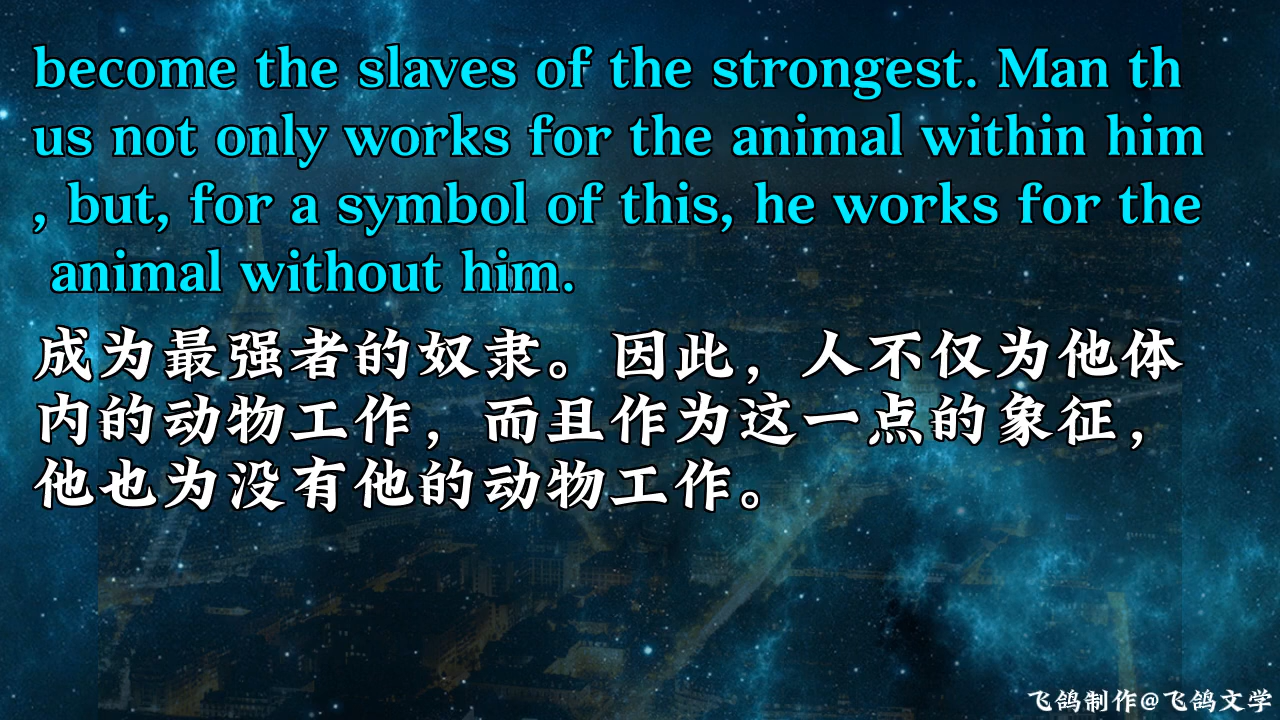 become the slaves of the strongest. Man th
us not only works for the animal within him
, but, for a symbol of this, he works for the
animal without him.
成为最强者的奴隶。因此，人不仅为他体
内的动物工作，而且作为这一点的象征，
他也为没有他的动物工作。
飞鸽制作@飞鸽文学